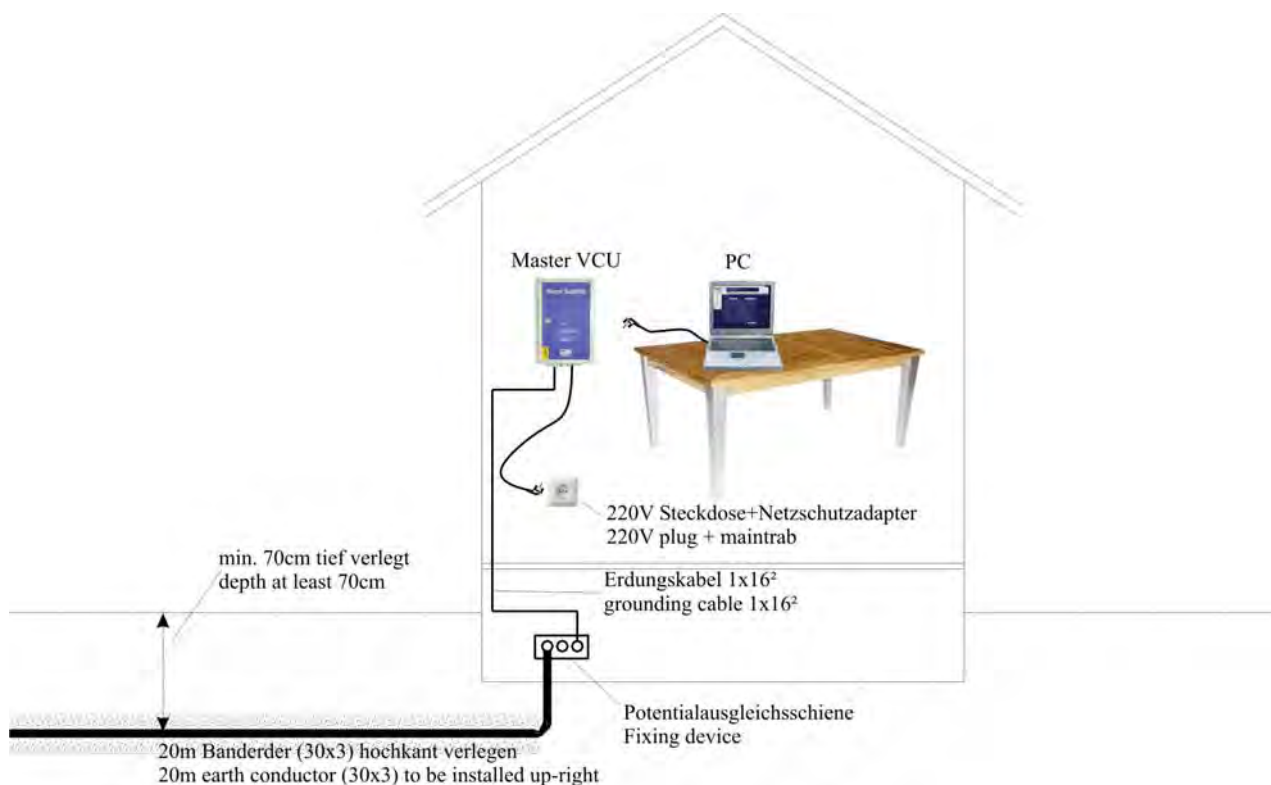 Master VCU
PC
220V Steckdose+Netzschutzadapter
220V plug + maintrab
min. 70cm tief verlegt
depth at least 70cm
Erdungskabel 1x16²
grounding cable 1x16²
Potentialausgleichsschiene
Fixing device
20m Banderder (30x3) hochkant verlegen
20m earth conductor (30x3) to be installed up-right